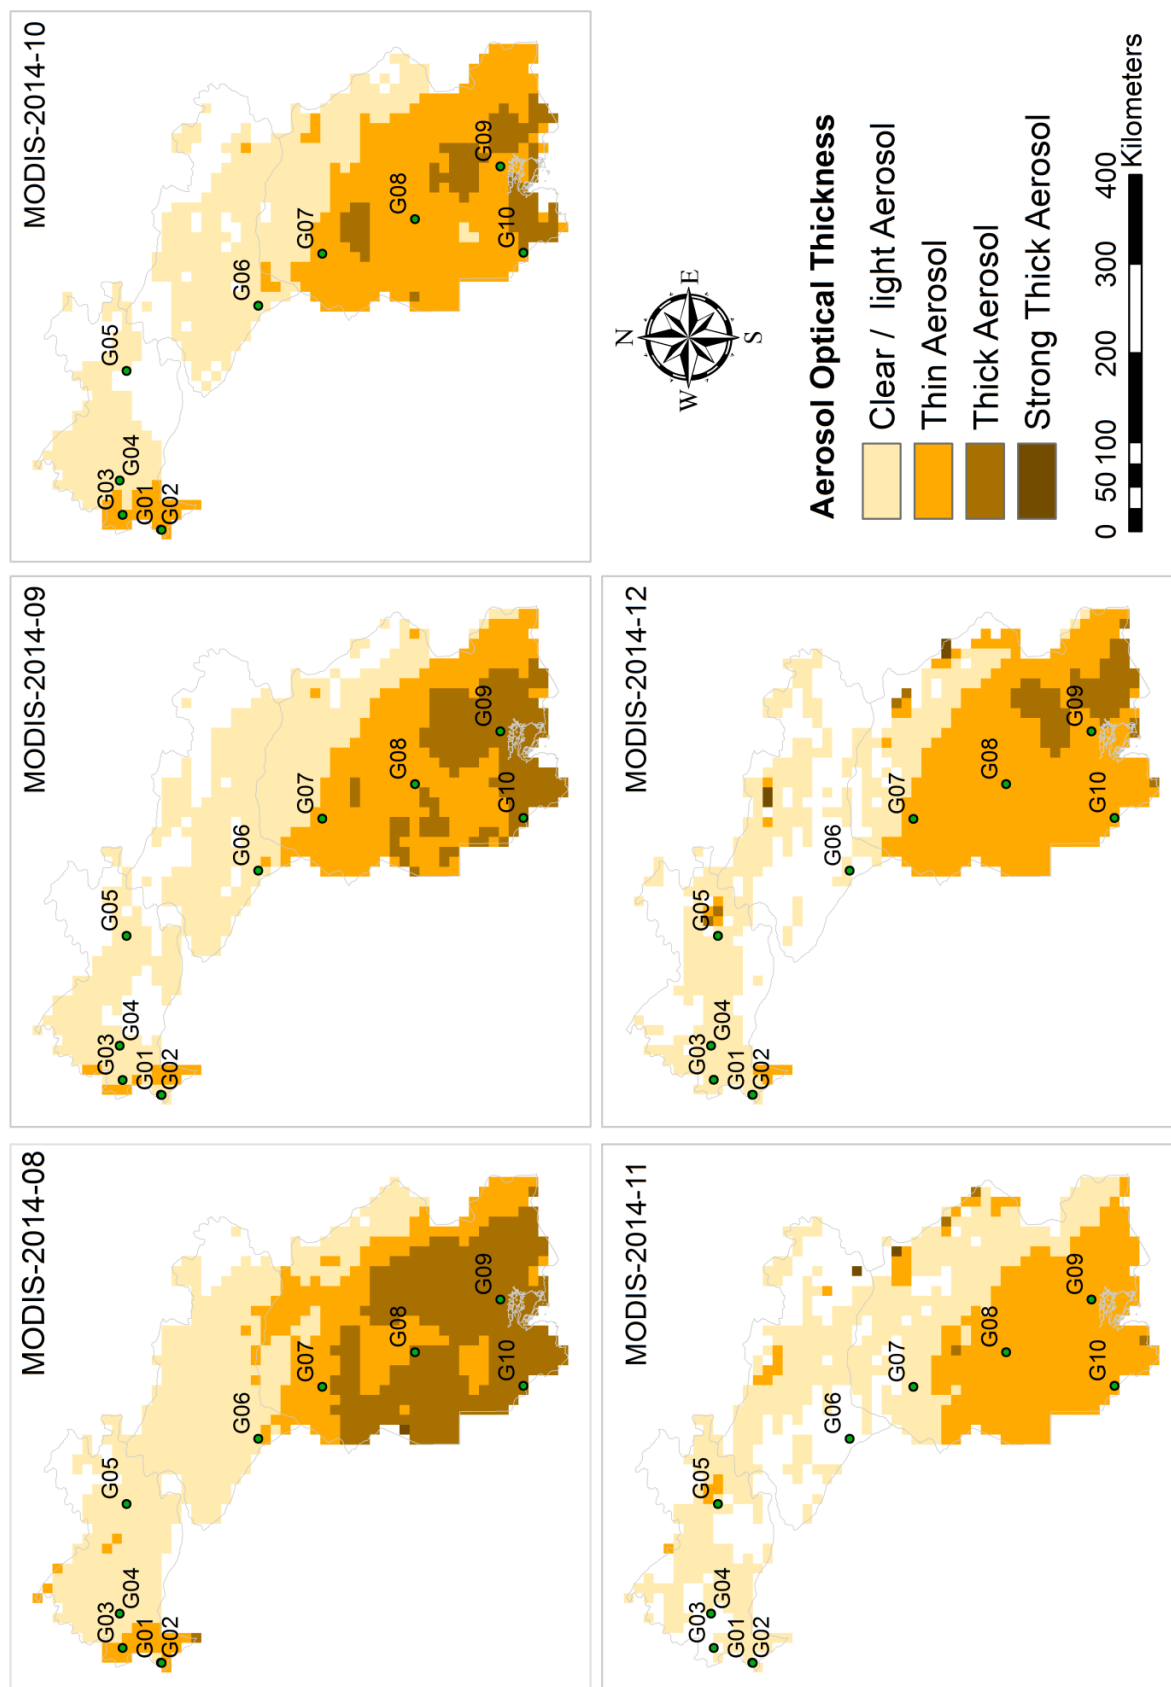 MODIS-2014-08
G03
G04
G01
G02
G05
G06
G07
G08
G09
G10
MODIS-2014-09
G03
G04
G01
G02
G05
G06
G07
G08
G09
G10
MODIS-2014-10
G03
G04
G01
G02
G05
G06
G07
G08
G09
G10
MODIS-2014-11
G03
G04
G01
G02
G05
G06
G07
G08
G09
G10
MODIS-2014-12
G03
G04
G01
G02
G05
G06
G07
G08
G09
G10
N
W E
S
Aerosol Optical Thickness
Clear / light Aerosol
Thin Aerosol
Thick Aerosol
Strong Thick Aerosol
0 50 100 200 300 400
Kilometers